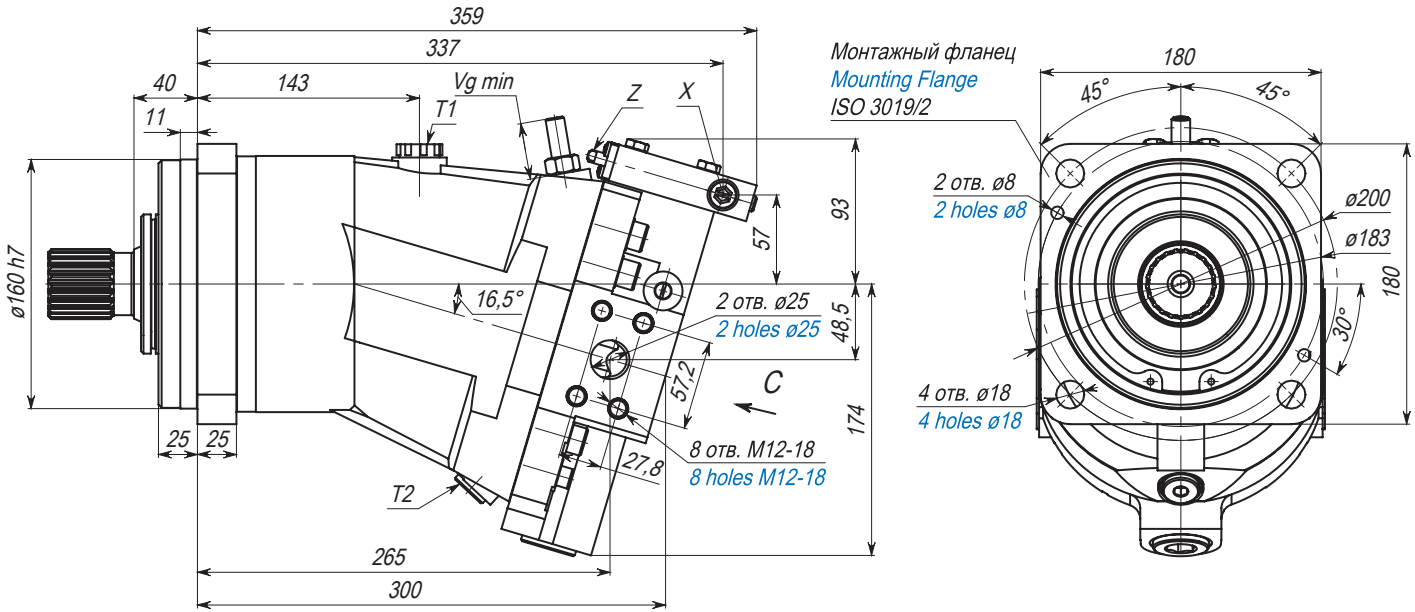 359
337
Монтажный фланец
Mounting Flange
ISO 3019/2
180
40
143
Vg min
Z
X
45°
45°
11
T1
93
2 отв. ø8
2 holes ø8
ø200
57
ø183
ø160 h7
16,5°
2 отв. ø25
2 holes ø25
48,5
180
30°
57,2
C
174
4 отв. ø18
4 holes ø18
25
25
8 отв. M12-18
8 holes M12-18
27,8
T2
265
300